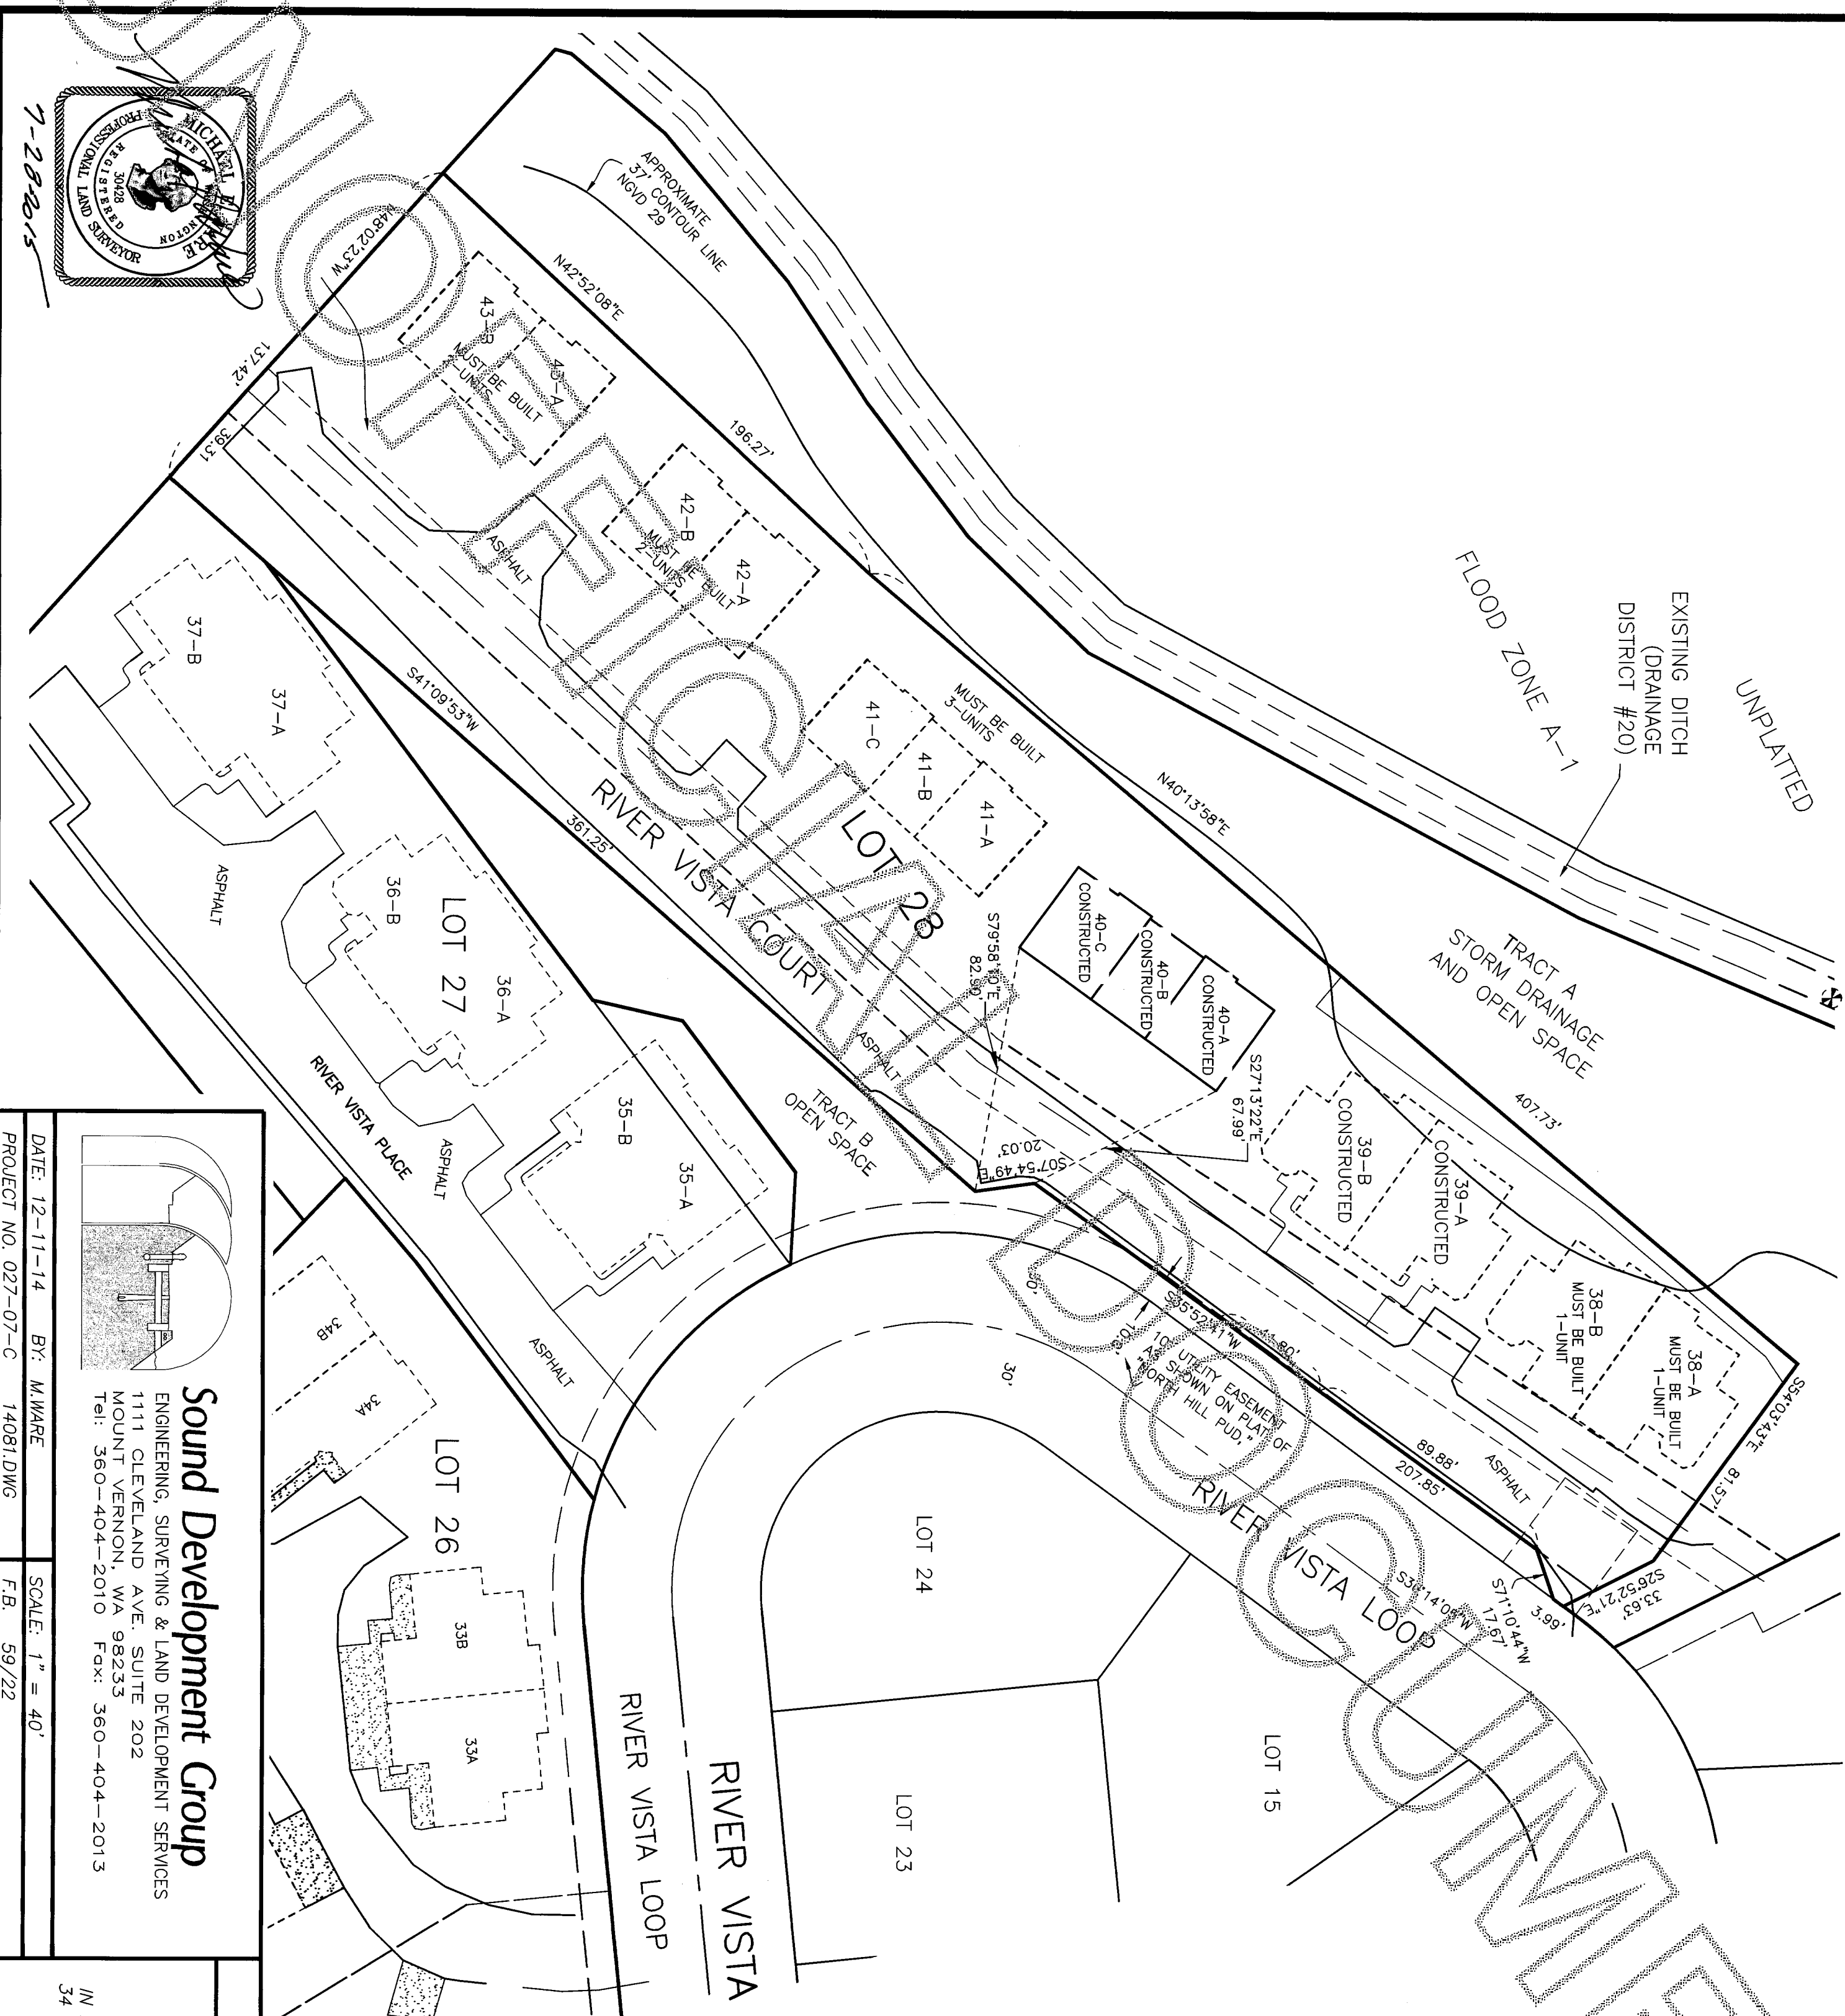 UNPLATTED
EXISTING DITCH
(DRAINAGE
DISTRICT #20)
FLOOD ZONE A-1
TRACT A
STORM DRAINAGE
AND OPEN SPACE
APPROXIMATE
37' CONTOUR LINE
NGVD 29
N48°02'23"W
137.42'
39.31
N42°52'08"E
196.27'
N40°13'58"E
407.73'
S54°03'43"E
81.57'
S26°52'21"E
33.63'
3.99'
S71°10'44"W
17.67'
89.88'
207.85'
S35°52'41"W
S07°54'49"E
20.03'
S27°13'22"E
67.99'
82.90'
S41°09'53"W
361.25'
43-B
MUST BE BUILT
2-UNITS
42-B
42-A
MUST BE BUILT
2-UNITS
ASPHALT
41-C
41-B
41-A
MUST BE BUILT
3-UNITS
LOT 28
RIVER VISTA COURT
40-C
CONSTRUCTED
40-B
CONSTRUCTED
40-A
CONSTRUCTED
39-B
CONSTRUCTED
39-A
CONSTRUCTED
38-B
MUST BE BUILT
1-UNIT
38-A
MUST BE BUILT
1-UNIT
ASPHALT
ASPHALT
TRACT B
OPEN SPACE
10' UTILITY EASEMENT
AS SHOWN ON PLAT OF
"NORTH HILL PUD,"
30'
30'
RIVER VISTA LOOP
37-B
37-A
ASPHALT
36-B
36-A
LOT 27
RIVER VISTA PLACE
35-B
35-A
ASPHALT
ASPHALT
34B
34A
LOT 26
33B
33A
LOT 24
LOT 23
LOT 15
RIVER VISTA
RIVER VISTA LOOP
MICHAEL
WARE
STATE OF WASHINGTON
30428
REGISTERED
PROFESSIONAL LAND SURVEYOR
7-28-2015
Sound Development Group
ENGINEERING, SURVEYING & LAND DEVELOPMENT SERVICES
1111 CLEVELAND AVE. SUITE 202
MOUNT VERNON, WA 98233
Tel: 360-404-2010 Fax: 360-404-2013
DATE: 12-11-14 BY: M.WARE
SCALE: 1" = 40'
PROJECT NO. 027-07-C 14081.DWG
F.B. 59/22
IN
34